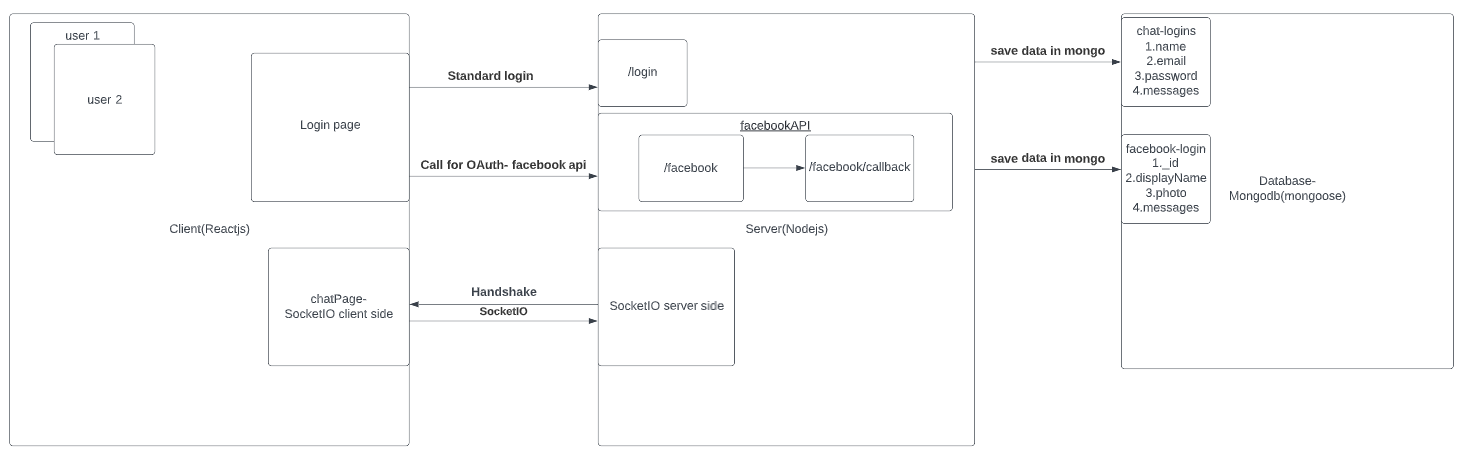 user 1
user 2
Login page
Client(Reactjs)
chatPage-
SocketIO client side
Standard login
Call for OAuth- facebook api
Handshake
SocketIO
/login
facebookAPI
/facebook
/facebook/callback
Server(Nodejs)
SocketIO server side
save data in mongo
save data in mongo
chat-logins
1.name
2.email
3.password
4.messages
facebook-login
1._id
2.displayName
3.photo
4.messages
Database-
Mongodb(mongoose)